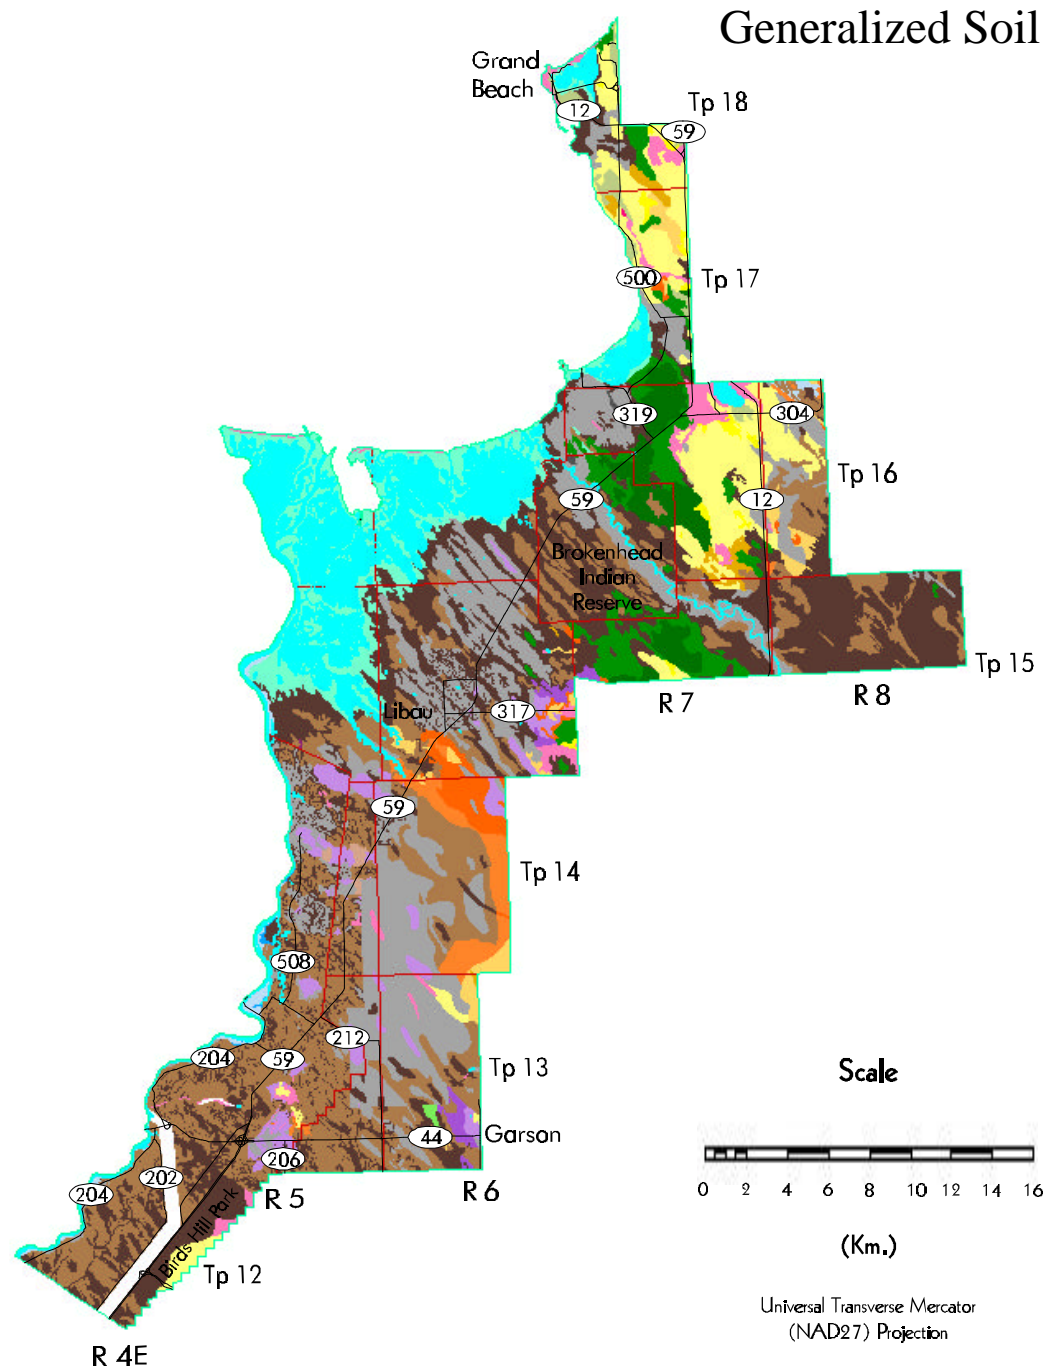 Generalized Soil
Grand
Beach
12
Tp 18
59
500
Tp 17
319
304
Tp 16
59
12
Brokenhead
Indian
Reserve
Tp 15
R 7
R 8
Libau
317
59
Tp 14
508
212
204
59
Tp 13
Scale
44
Garson
206
202
204
R 5
R 6
0 2 4 6 8 10 12 14 16
Birds Hill Park
(Km.)
Tp 12
Universal Transverse Mercator
(NAD27) Projection
R 4E